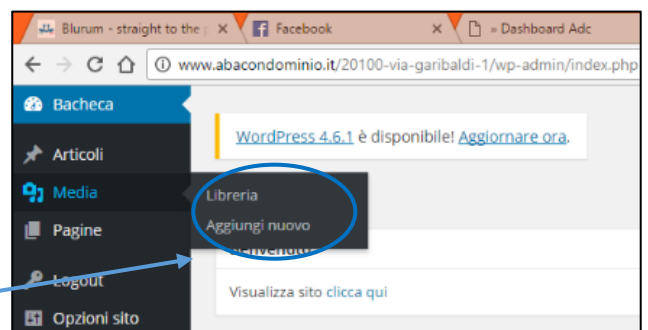 Blurum - straight to the p
Facebook
» Dashboard Adc
www.abacondominio.it/20100-via-garibaldi-1/wp-admin/index.php
Bacheca
WordPress 4.6.1 è disponibile! Aggiornare ora.
Articoli
Media
Libreria
Aggiungi nuovo
Pagine
Benvenuto
Logout
Visualizza sito clicca qui
Opzioni sito